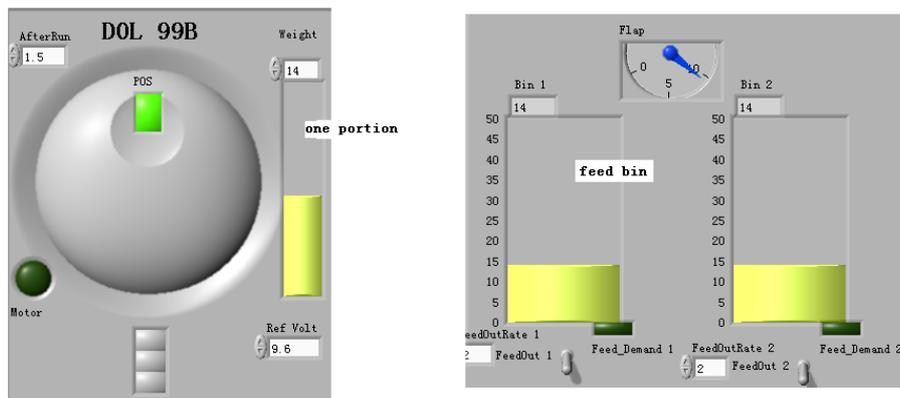 DOL 99B
AfterRun
1.5
Weight
14
POS
one portion
Motor
Ref Volt
9.6
Flap
0
5
10
Bin 1
14
Bin 2
14
50
45
40
35
30
25
20
15
10
5
0
feed bin
50
45
40
35
30
25
20
15
10
5
0
eedOutRate 1
2
FeedOut 1
Feed_Demand 1
FeedOutRate 2
2
FeedOut 2
Feed_Demand 2